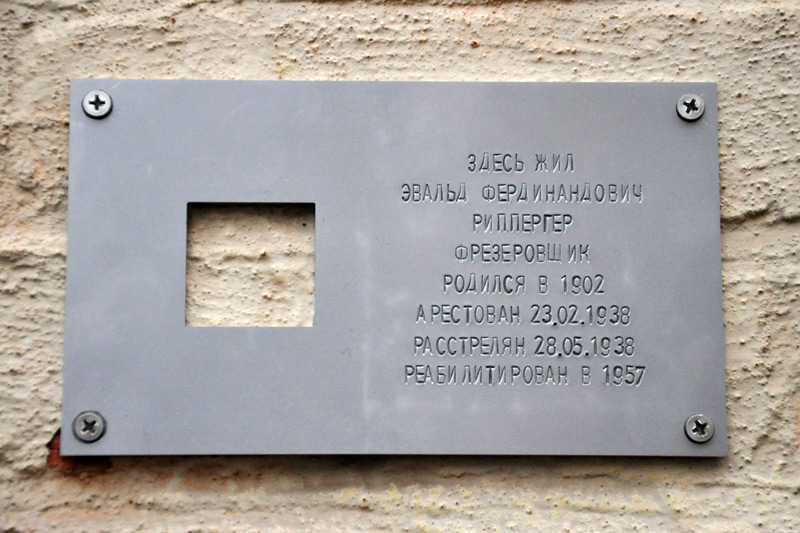 ЗДЕСЬ ЖИЛ
ЭВАЛЬД ФЕРДИНАНДОВИЧ
РИППЕРГЕР
ФРЕЗЕРОВЩИК
РОДИЛСЯ В 1902
АРЕСТОВАН 23.02.1938
РАССТРЕЛЯН 28.05.1938
РЕАБИЛИТИРОВАН В 1957